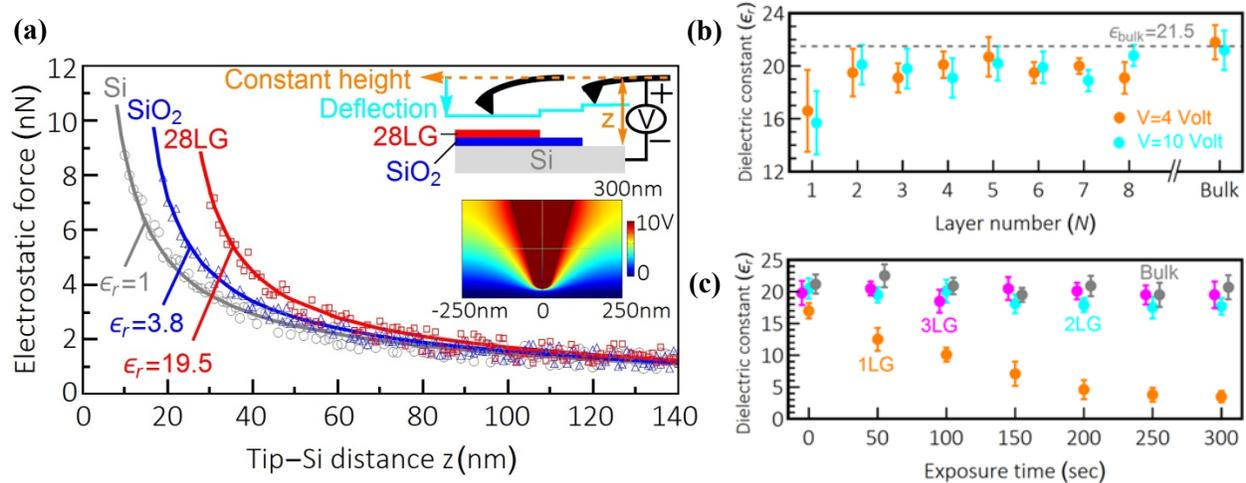 (a)
Electrostatic force (nN)
12
10
8
6
4
2
0
0 20 40 60 80 100 120 140
Tip−Si distance z (nm)
Si
SiO2
28LG
εr=1
εr=3.8
εr=19.5
Constant height
Deflection
28LG
SiO2
Si
z
+
V
−
300nm
10V
0
-250nm 0 250nm
(b)
Dielectric constant (ϵr)
24
20
16
12
ϵbulk=21.5
V=4 Volt
V=10 Volt
1 2 3 4 5 6 7 8 // Bulk
Layer number (N)
(c)
Dielectric constant (ϵr)
25
20
15
10
5
0
Bulk
3LG
2LG
1LG
0 50 100 150 200 250 300
Exposure time (sec)